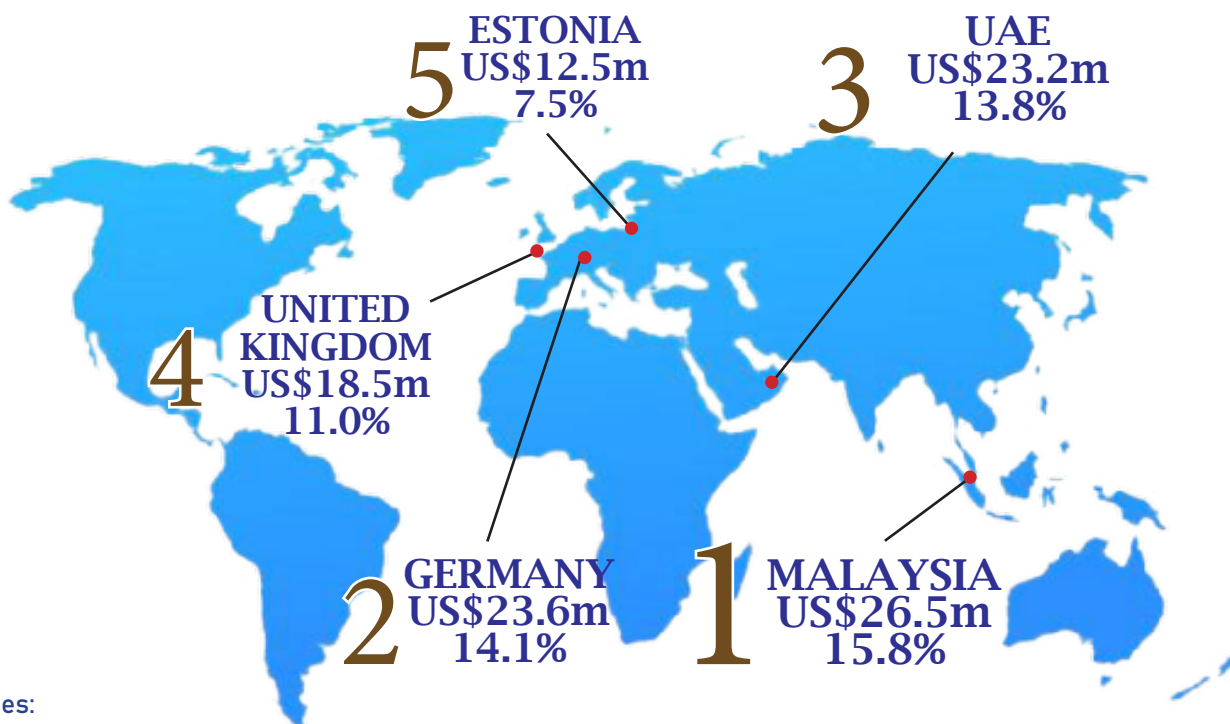 5
ESTONIA
US$12.5m
7.5%
3
UAE
US$23.2m
13.8%
4
UNITED
KINGDOM
US$18.5m
11.0%
2
GERMANY
US$23.6m
14.1%
1
MALAYSIA
US$26.5m
15.8%
es: